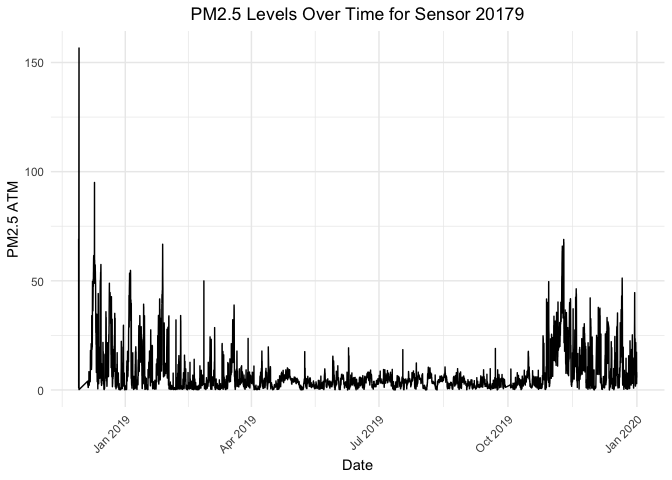 PM2.5 Levels Over Time for Sensor 20179
150
100
50
0
PM2.5 ATM
Jan 2019
Apr 2019
Jul 2019
Oct 2019
Jan 2020
Date